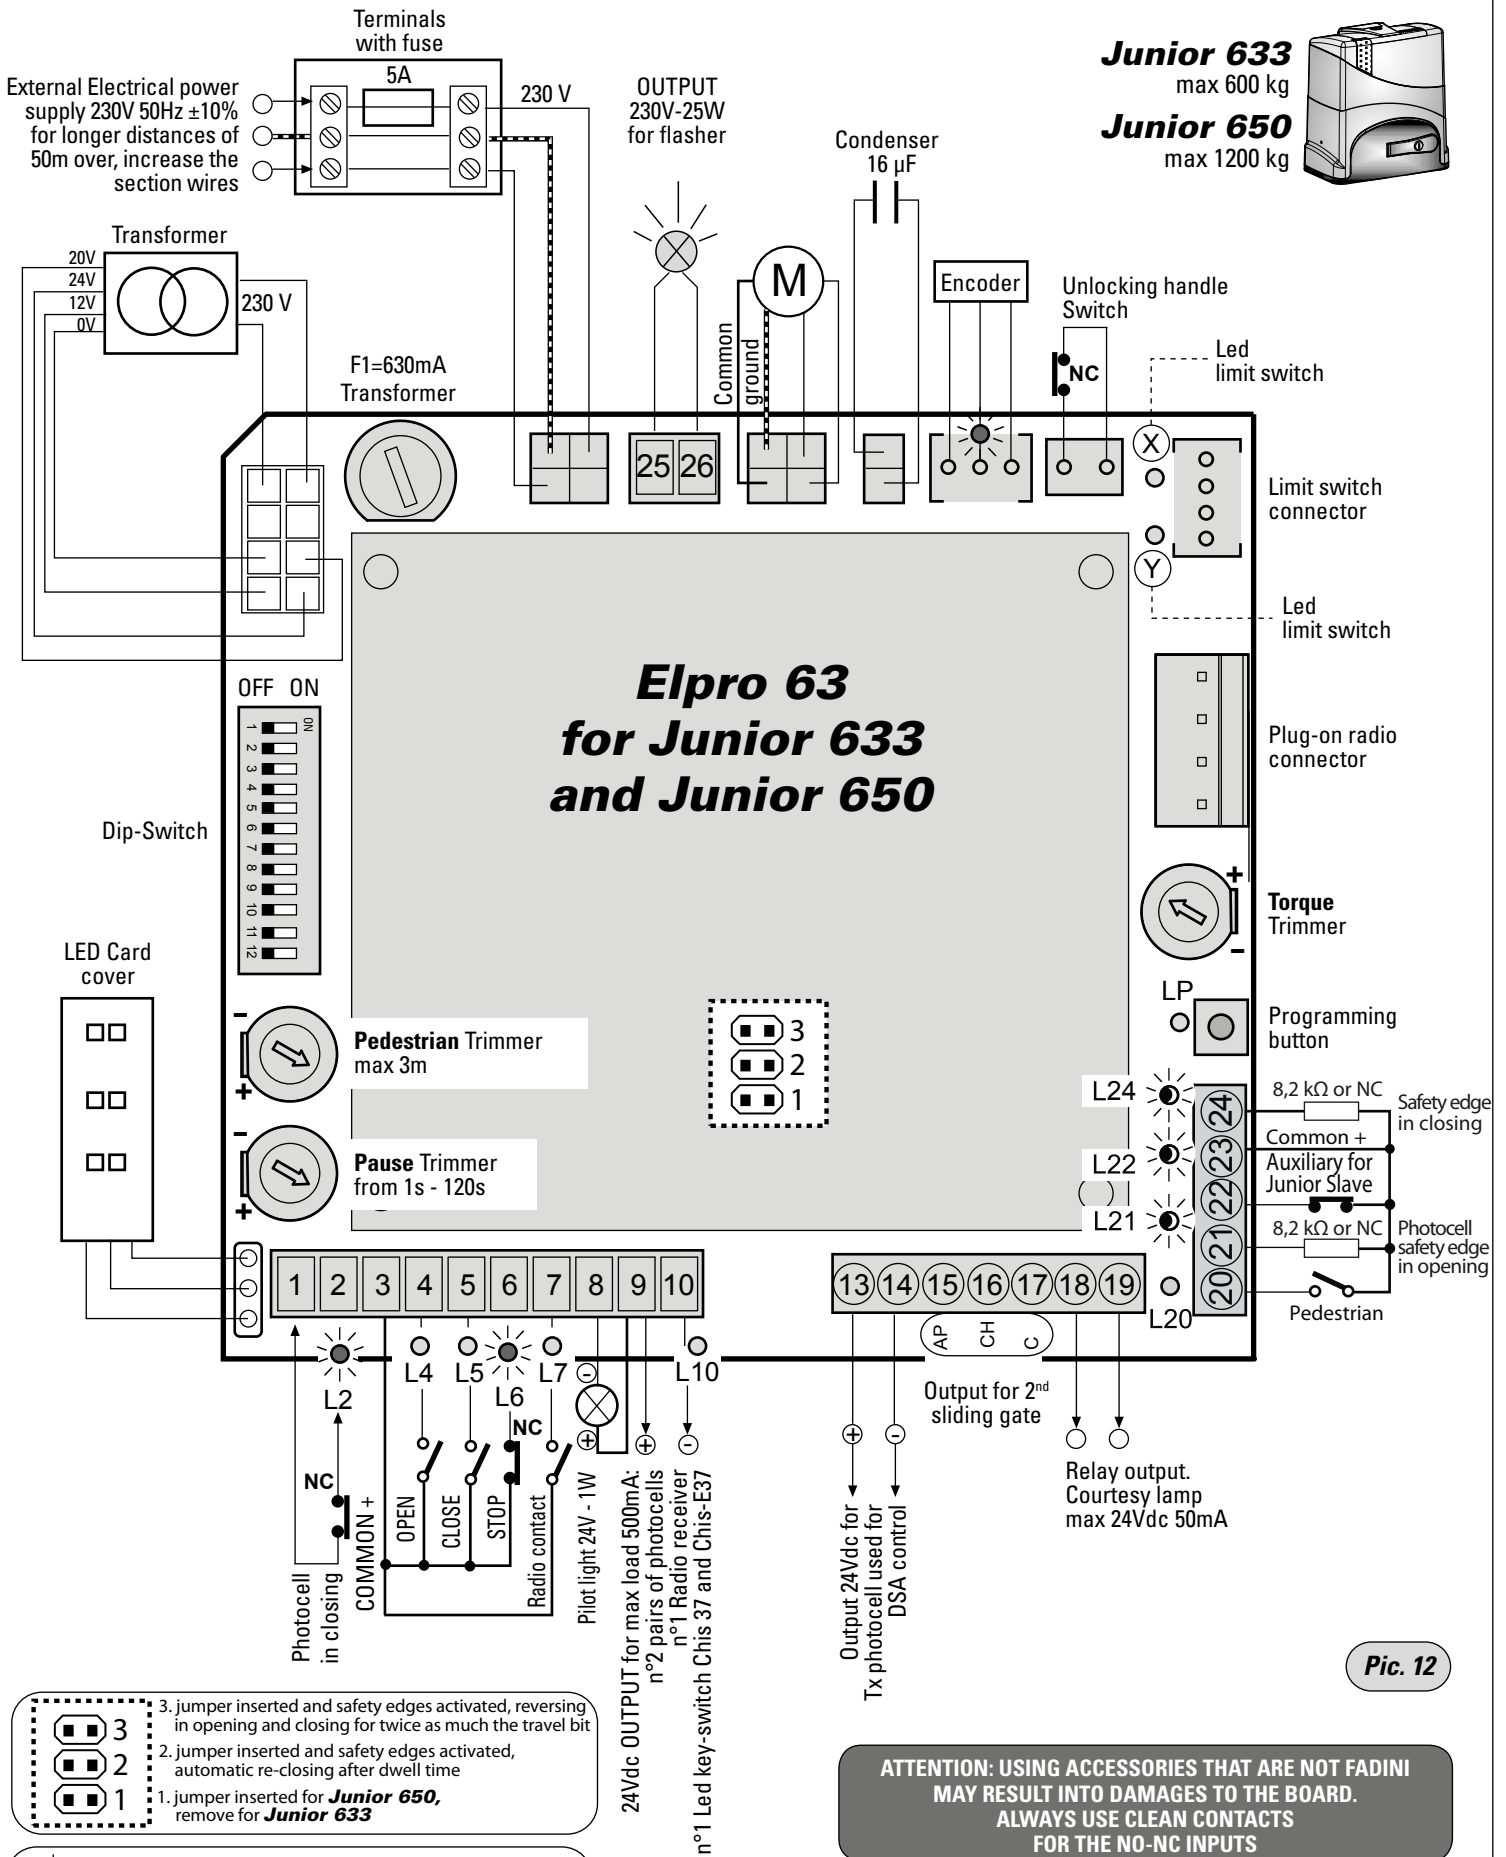 Terminals
with fuse
5A
External Electrical power
supply 230V 50Hz ±10%
for longer distances of
50m over, increase the
section wires
230 V
OUTPUT
230V-25W
for flasher
Condenser
16 µF
Junior 633
max 600 kg
Junior 650
max 1200 kg
Transformer
20V
24V
12V
0V
230 V
F1=630mA
Transformer
Common
ground
M
Encoder
Unlocking handle
Switch
NC
Led
limit switch
X
25 26
Limit switch
connector
Y
Led
limit switch
OFF ON
ON
1
2
3
4
5
6
7
8
9
10
11
12
Dip-Switch
Elpro 63
for Junior 633
and Junior 650
Plug-on radio
connector
+
-
Torque
Trimmer
LED Card
cover
-
+
Pedestrian Trimmer
max 3m
-
+
Pause Trimmer
from 1s - 120s
3
2
1
LP
Programming
button
L24
L22
L21
L20
24
23
22
21
20
8,2 kΩ or NC
Safety edge
in closing
Common +
Auxiliary for
Junior Slave
8,2 kΩ or NC
Photocell
safety edge
in opening
Pedestrian
1 2 3 4 5 6 7 8 9 10
13 14 15 16 17 18 19
L2
L4
L5
L6
L7
L10
NC
NC
Photocell
in closing
COMMON +
OPEN
CLOSE
STOP
Radio contact
-
+
Pilot light 24V - 1W
+
-
24Vdc OUTPUT for max load 500mA:
n°2 pairs of photocells
n°1 Radio receiver
n°1 Led key-switch Chis 37 and Chis-E37
AP
CH
C
Output for 2nd
sliding gate
+
-
Output 24Vdc for
Tx photocell used for
DSA control
Relay output.
Courtesy lamp
max 24Vdc 50mA
Pic. 12
3
2
1
3. jumper inserted and safety edges activated, reversing
in opening and closing for twice as much the travel bit
2. jumper inserted and safety edges activated,
automatic re-closing after dwell time
1. jumper inserted for Junior 650,
remove for Junior 633
ATTENTION: USING ACCESSORIES THAT ARE NOT FADINI
MAY RESULT INTO DAMAGES TO THE BOARD.
ALWAYS USE CLEAN CONTACTS
FOR THE NO-NC INPUTS